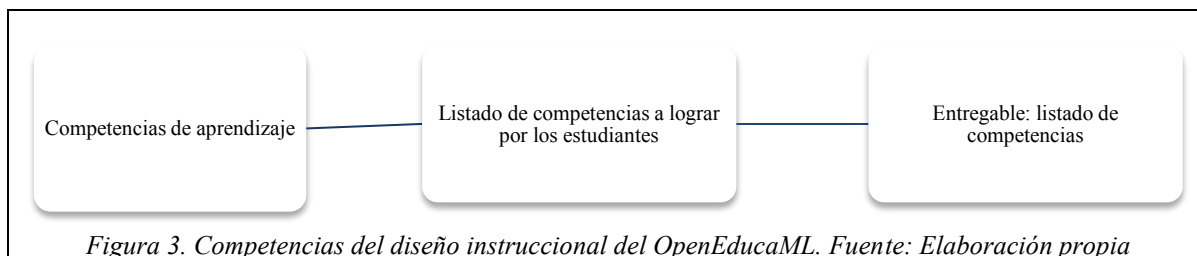 Competencias de aprendizaje
Listado de competencias a lograr
por los estudiantes
Entregable: listado de
competencias
Figura 3. Competencias del diseño instruccional del OpenEducaML. Fuente: Elaboración propia